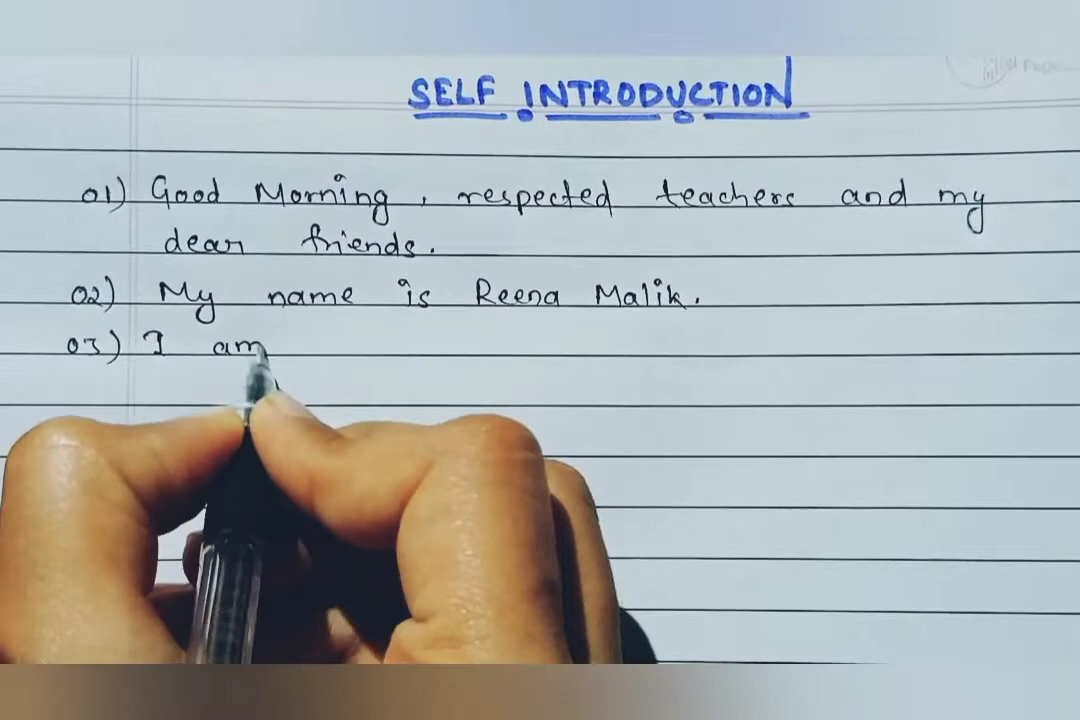 SELF INTRODUCTION
01) Good Morning, respected teachers and my
dear friends.
02) My name is Reena Malik.
03) I am